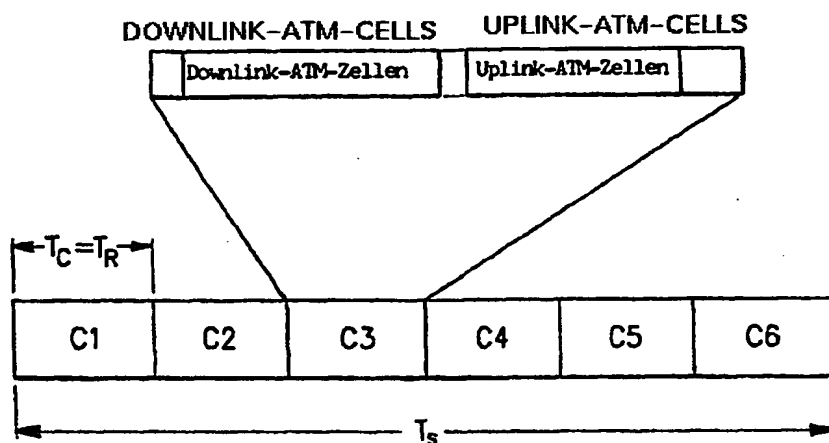 DOWNLINK-ATM-CELLS UPLINK-ATM-CELLS
Downlink-ATM-Zellen Uplink-ATM-Zellen
T_C=T_R
C1 C2 C3 C4 C5 C6
T_s